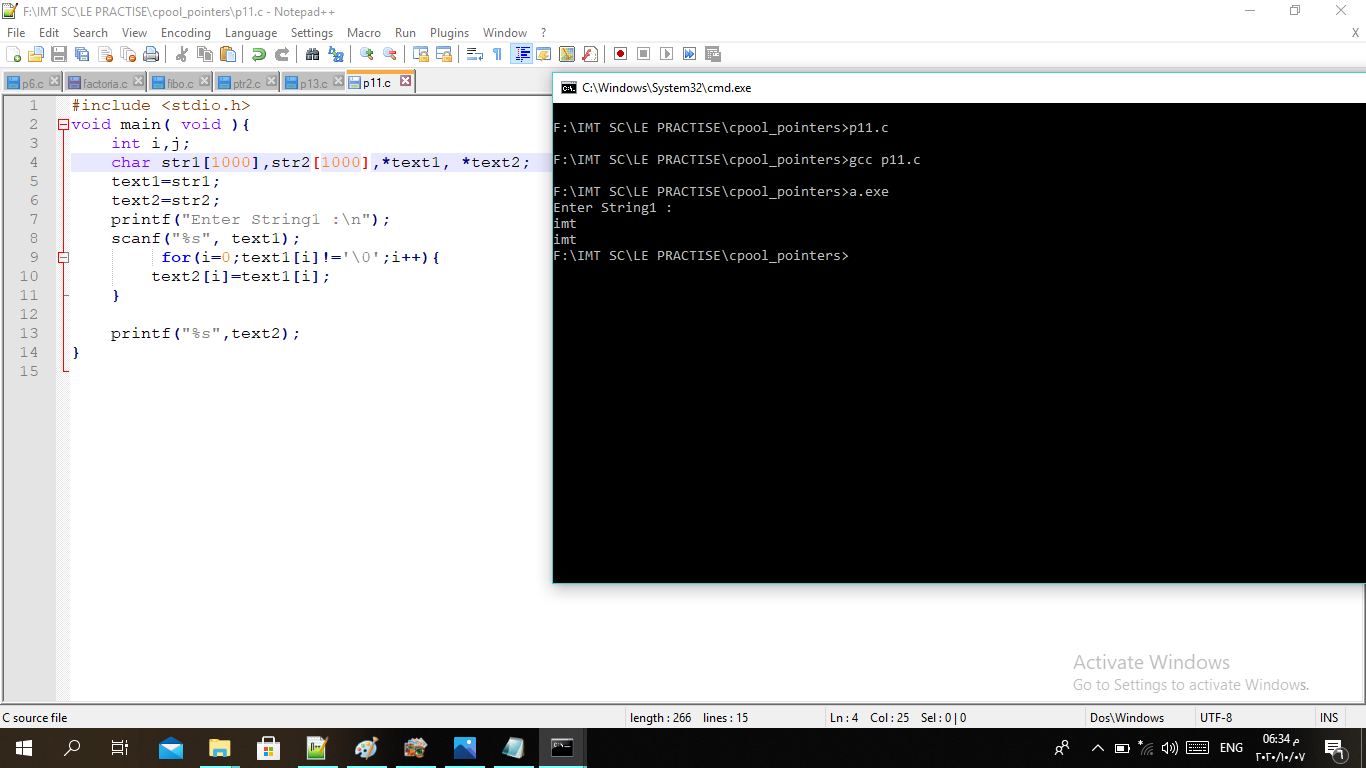 F:\IMT SC\LE PRACTISE\cpool_pointers\p11.c - Notepad++
File Edit Search View Encoding Language Settings Macro Run Plugins Window ? X
p6.c factoria.c fibo.c ptr2.c p13.c p11.c
1 #include <stdio.h>
2 void main( void ){
3 int i,j;
4 char str1[1000],str2[1000],*text1, *text2;
5 text1=str1;
6 text2=str2;
7 printf("Enter String1 :\n");
8 scanf("%s", text1);
9 for(i=0;text1[i]!='\0';i++){
10 text2[i]=text1[i];
11 }
12
13 printf("%s",text2);
14 }
15
C:\Windows\System32\cmd.exe
F:\IMT SC\LE PRACTISE\cpool_pointers>p11.c
F:\IMT SC\LE PRACTISE\cpool_pointers>gcc p11.c
F:\IMT SC\LE PRACTISE\cpool_pointers>a.exe
Enter String1 :
imt
imt
F:\IMT SC\LE PRACTISE\cpool_pointers>
Activate Windows
Go to Settings to activate Windows.
C source file length : 266 lines : 15 Ln : 4 Col : 25 Sel : 0 | 0 Dos\Windows UTF-8 INS
ENG
06:34 م
٢٠٢٠/١٠/٠٧